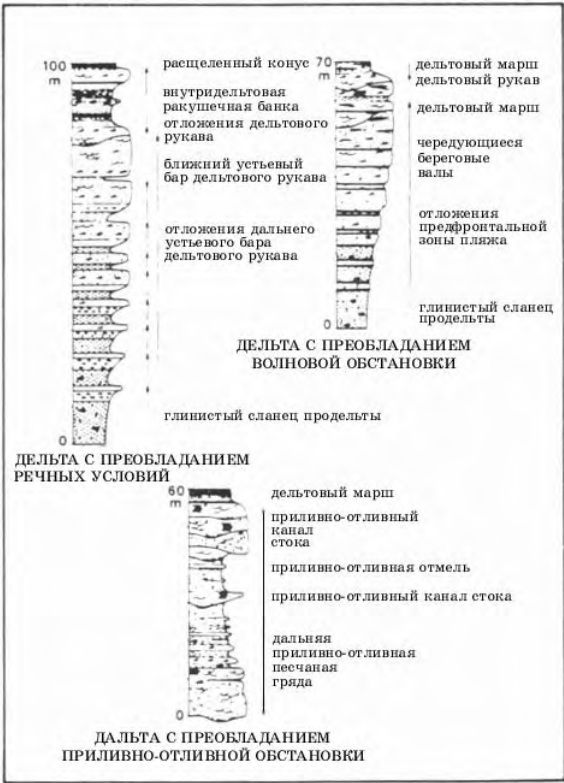 100
m
расщеленный конус
внутридельтовая
ракушечная банка
отложения дельтового
рукава
ближний устьевый
бар дельтового рукава
отложения дальнего
устьевого бара
дельтового рукава
глинистый сланец продельты
0
ДЕЛЬТА С ПРЕОБЛАДАНИЕМ
РЕЧНЫХ УСЛОВИЙ
70
m
дельтовый марш
дельтовый рукав
дельтовый марш
чередующиеся
береговые
валы
отложения
предфронтальной
зоны пляжа
глинистый сланец
продельты
0
ДЕЛЬТА С ПРЕОБЛАДАНИЕМ
ВОЛНОВОЙ ОБСТАНОВКИ
60
m
дельтовый марш
приливно-отливный
канал
стока
приливно-отливная отмель
приливно-отливный канал стока
дальняя
приливно-отливная
песчаная
гряда
0
ДАЛЬТА С ПРЕОБЛАДАНИЕМ
ПРИЛИВНО-ОТЛИВНОЙ ОБСТАНОВКИ